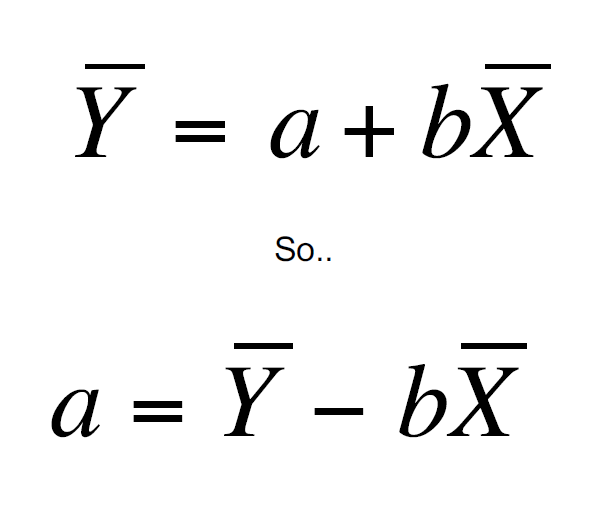 Y̅ = a + bX̅
So..
a = Y̅ − bX̅